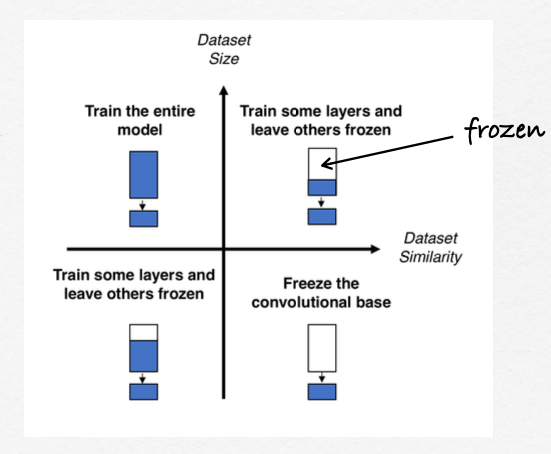 Dataset
Size
Train the entire
model
Train some layers and
leave others frozen
frozen
Dataset
Similarity
Train some layers and
leave others frozen
Freeze the
convolutional base